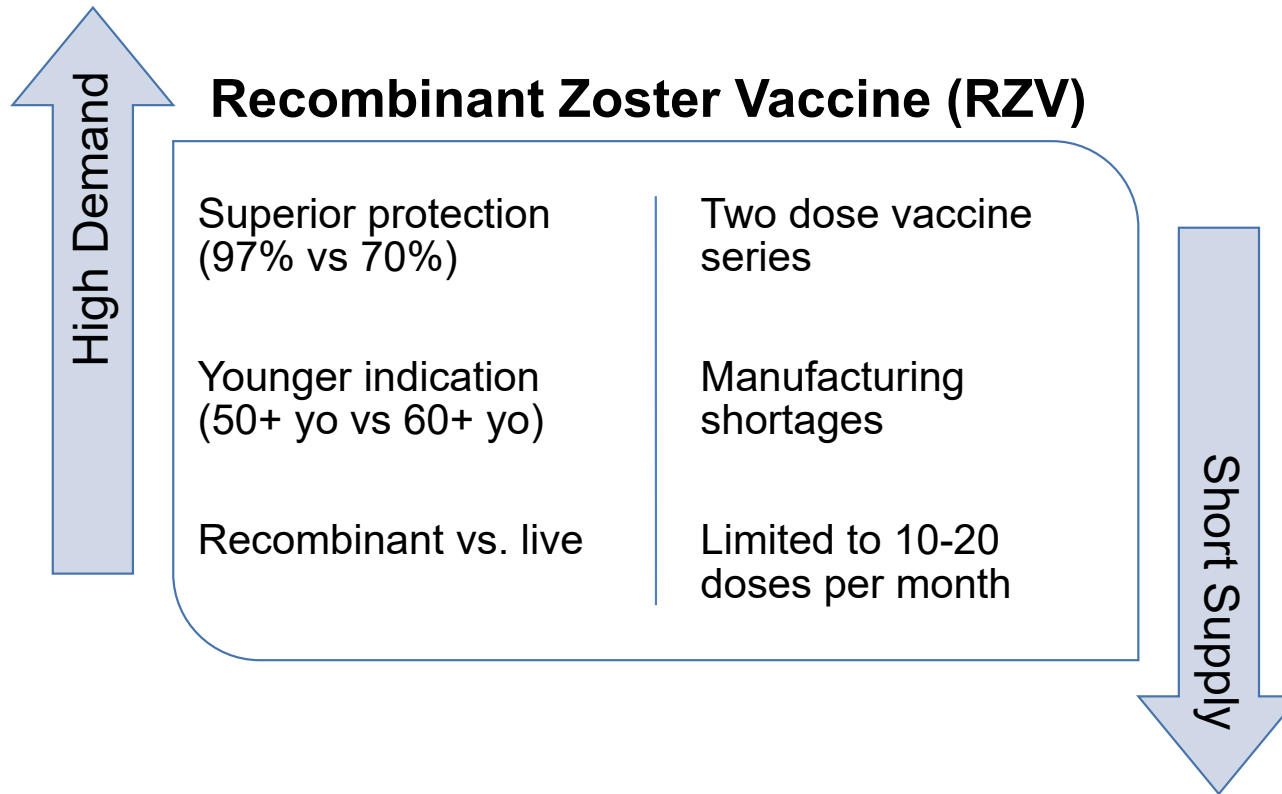 High Demand
Recombinant Zoster Vaccine (RZV)
Superior protection
(97% vs 70%)
Younger indication
(50+ yo vs 60+ yo)
Recombinant vs. live
Two dose vaccine
series
Manufacturing
shortages
Limited to 10-20
doses per month
Short Supply